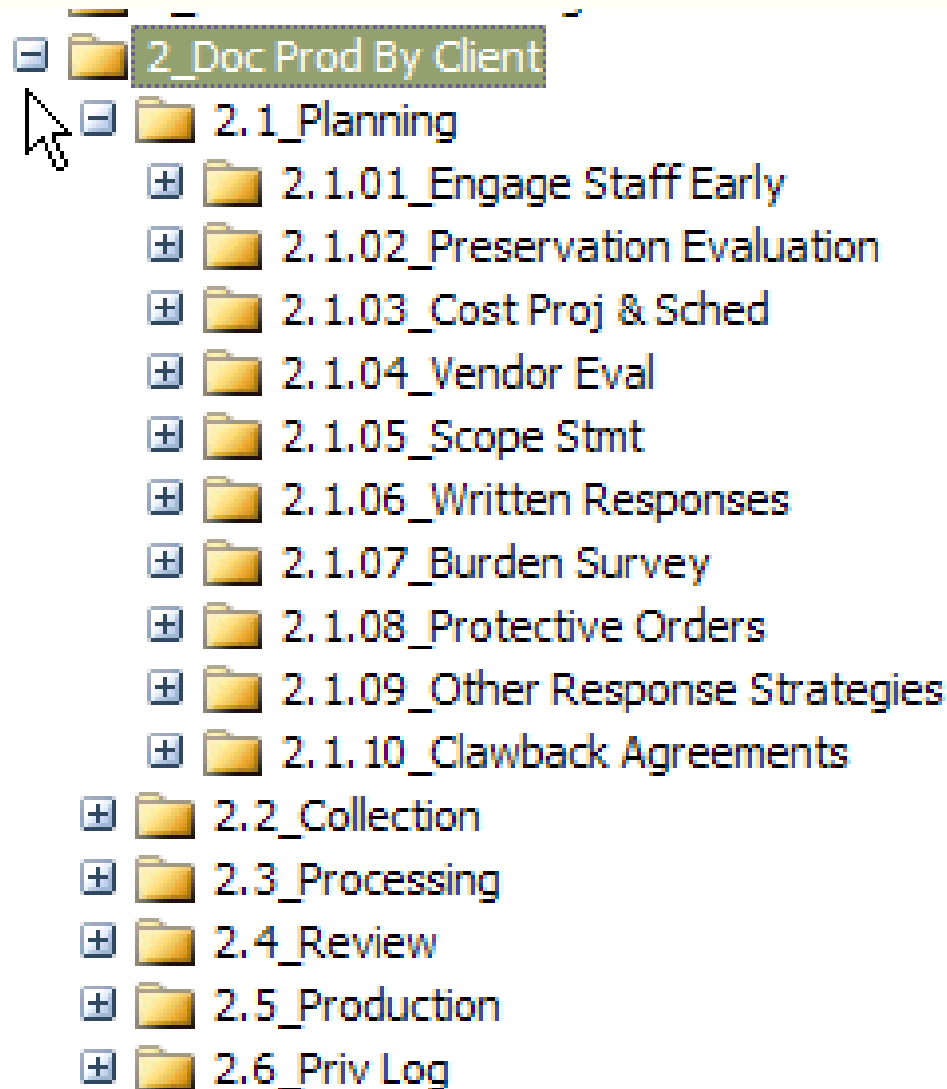 2_Doc Prod By Client
2.1_Planning
2.1.01_Engage Staff Early
2.1.02_Preservation Evaluation
2.1.03_Cost Proj & Sched
2.1.04_Vendor Eval
2.1.05_Scope Stmt
2.1.06_Written Responses
2.1.07_Burden Survey
2.1.08_Protective Orders
2.1.09_Other Response Strategies
2.1.10_Clawback Agreements
2.2_Collection
2.3_Processing
2.4_Review
2.5_Production
2.6_Priv Log